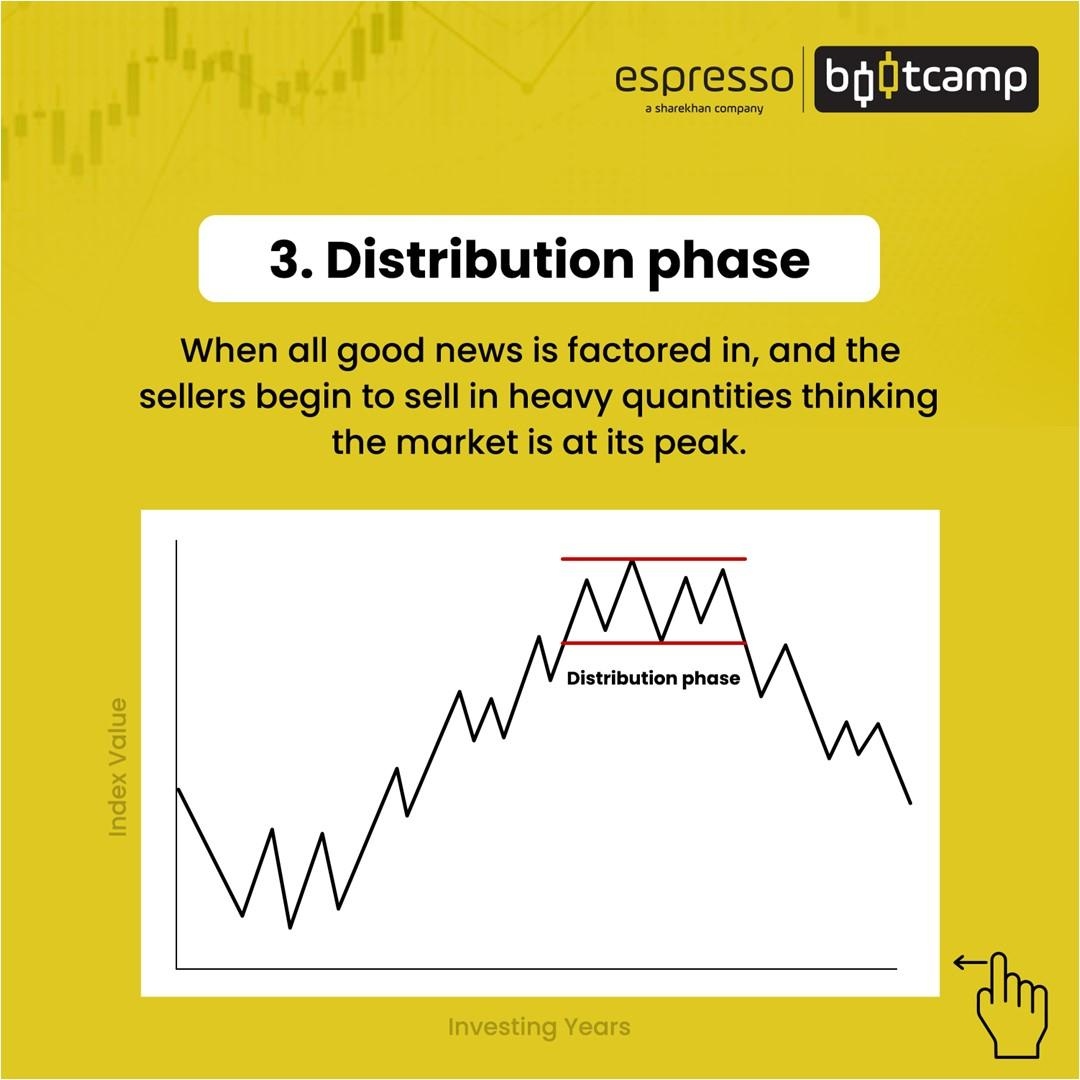 espresso
a sharekhan company
bootcamp
3. Distribution phase
When all good news is factored in, and the
sellers begin to sell in heavy quantities thinking
the market is at its peak.
Distribution phase
Index Value
Investing Years